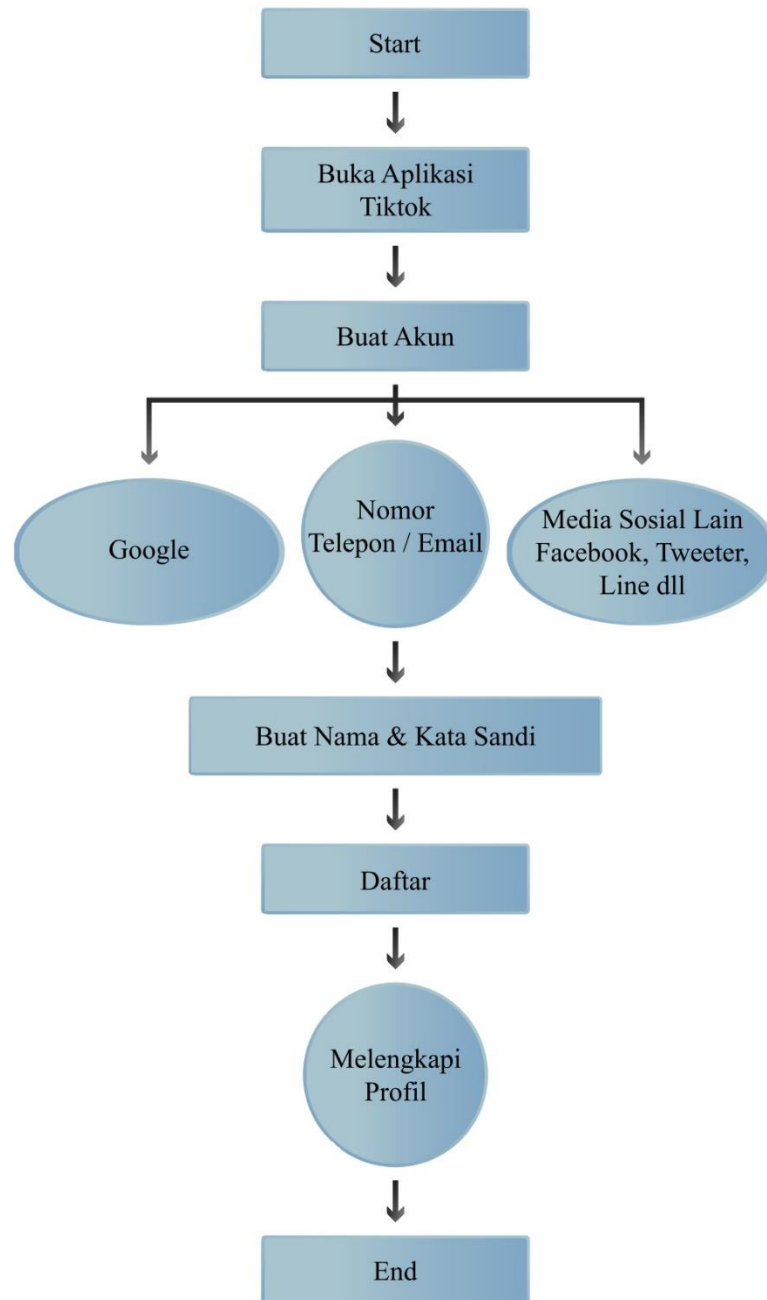 Start
Buka Aplikasi
Tiktok
Buat Akun
Google
Nomor
Telepon / Email
Media Sosial Lain
Facebook, Tweeter,
Line dll
Buat Nama & Kata Sandi
Daftar
Melengkapi
Profil
End